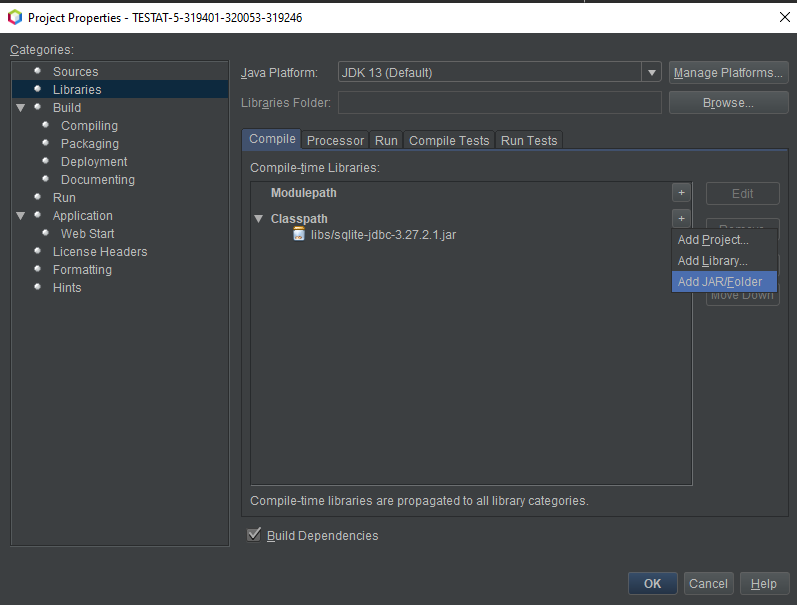 Project Properties - TESTAT-5-319401-320053-319246
Categories:
Sources
Libraries
Build
Compiling
Packaging
Deployment
Documenting
Run
Application
Web Start
License Headers
Formatting
Hints
Java Platform:
JDK 13 (Default)
Manage Platforms...
Libraries Folder:
Browse...
Compile
Processor
Run
Compile Tests
Run Tests
Compile-time Libraries:
Modulepath
+
Edit
Classpath
+
libs/sqlite-jdbc-3.27.2.1.jar
Add Project...
Add Library...
Add JAR/Folder
Move Down
Compile-time libraries are propagated to all library categories.
Build Dependencies
OK
Cancel
Help